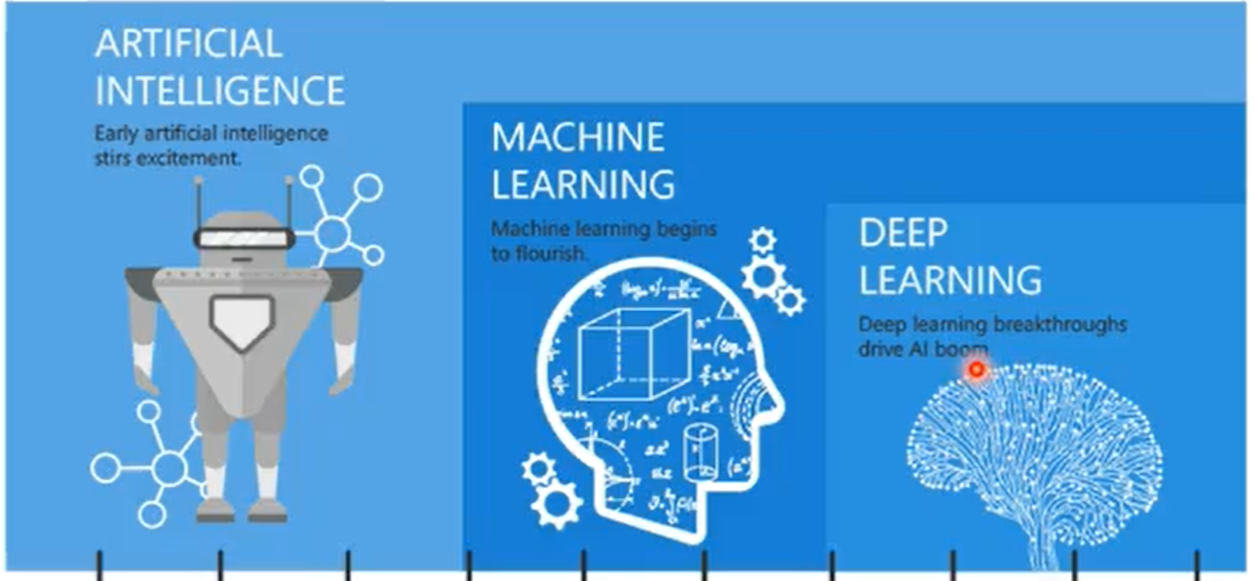 ARTIFICIAL
INTELLIGENCE
Early artificial intelligence
stirs excitement.
MACHINE
LEARNING
Machine learning begins
to flourish.
DEEP
LEARNING
Deep learning breakthroughs
drive AI boom